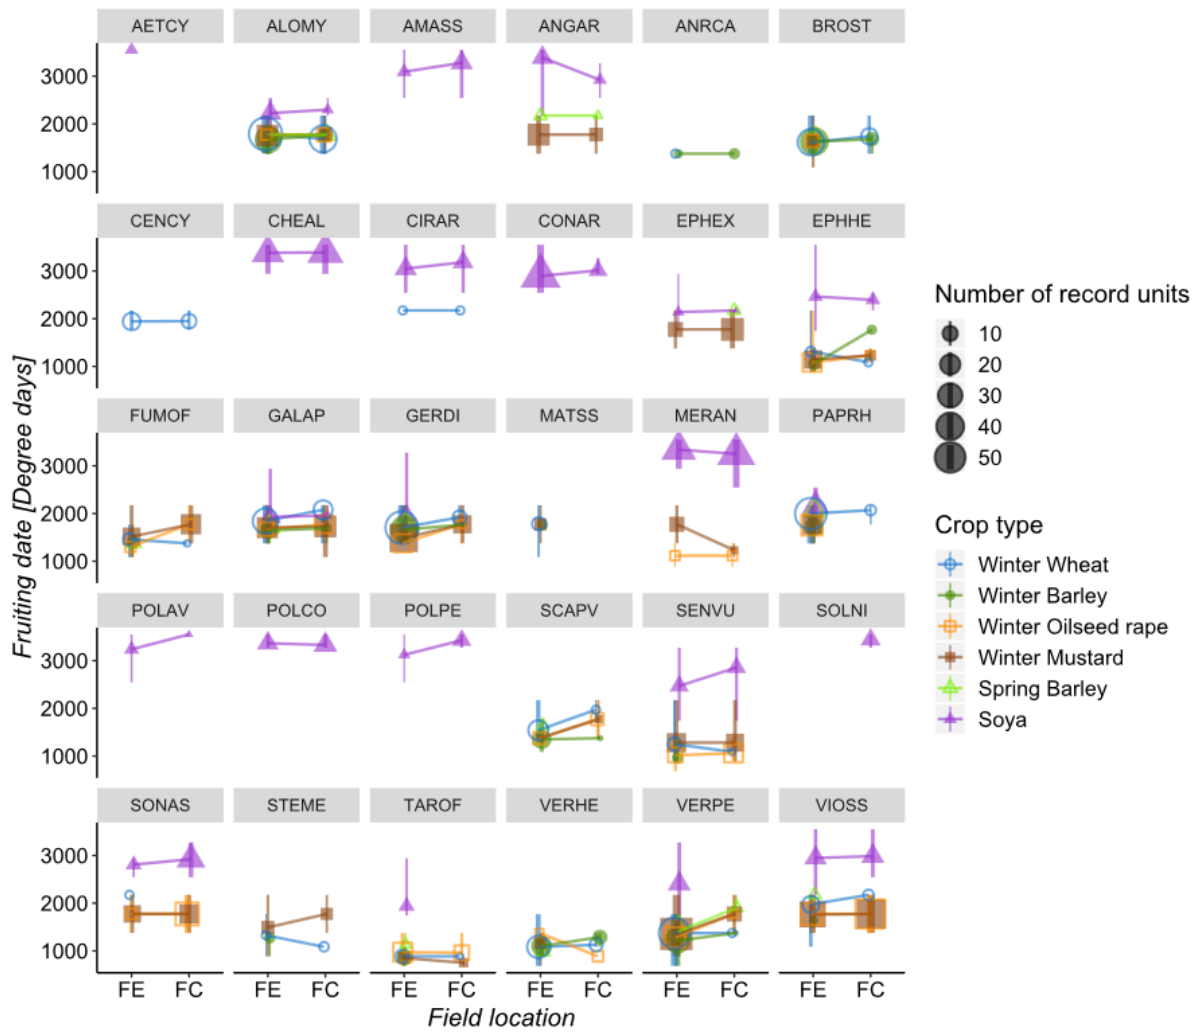 AETCY ALOMY AMASS ANGAR ANRCA BROST
3000
2000
1000
CENCY CHEAL CIRAR CONAR EPHEX EPHHE
3000
2000
1000
FUMOF GALAP GERDI MATSS MERAN PAPRH
3000
2000
1000
POLAV POLCO POLPE SCAPV SENVU SOLNI
3000
2000
1000
SONAS STEME TAROF VERHE VERPE VIOSS
3000
2000
1000
FE FC FE FC FE FC FE FC FE FC FE FC
Field location
Fruiting date [Degree days]
Number of record units
10
20
30
40
50
Crop type
Winter Wheat
Winter Barley
Winter Oilseed rape
Winter Mustard
Spring Barley
Soya